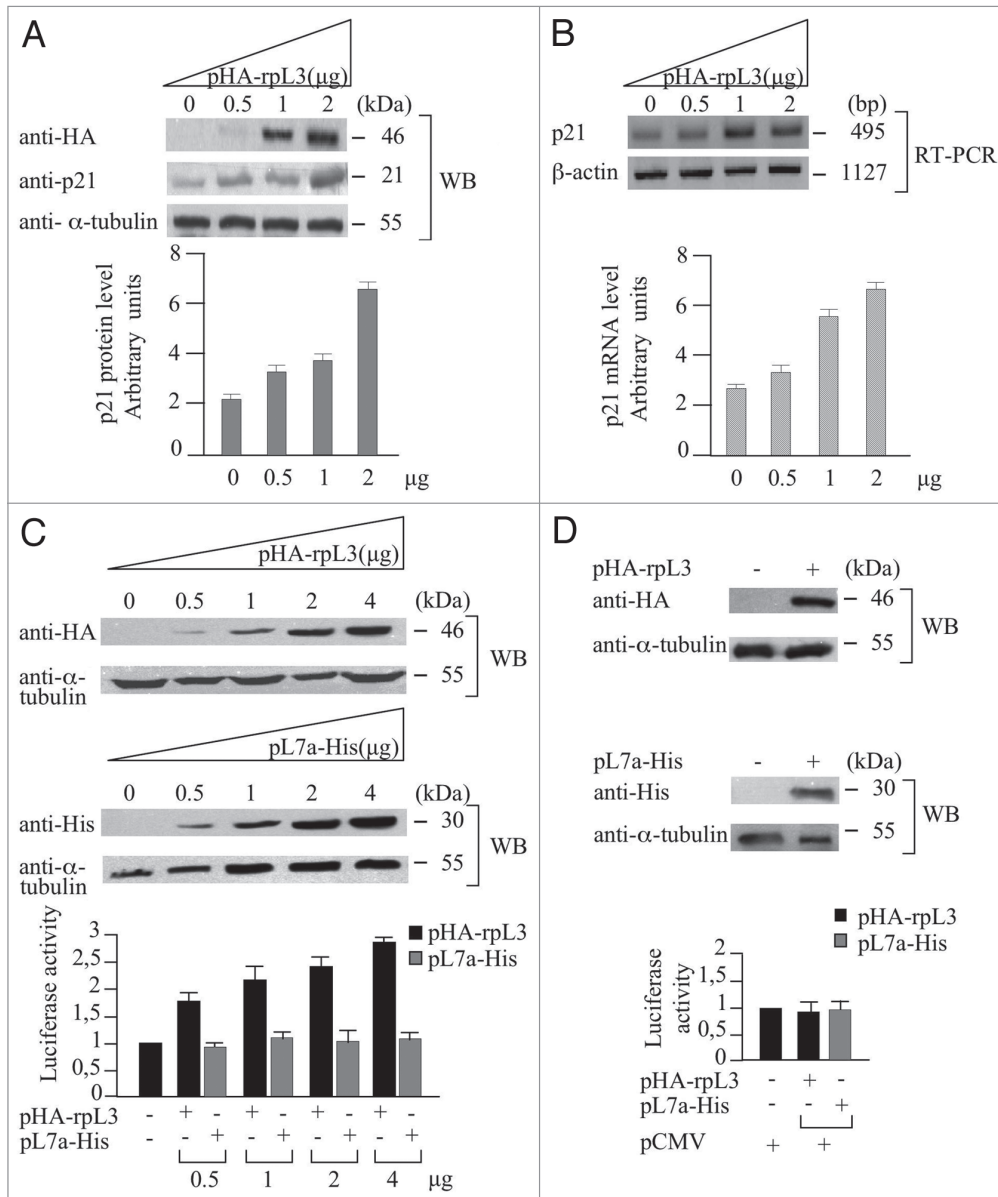 A
pHA-rpL3(μg)
0 0.5 1 2 (kDa)
anti-HA 46
anti-p21 21
anti- α-tubulin 55
WB
8
6
4
2
0
p21 protein level
Arbitrary units
0 0.5 1 2 μg
B
pHA-rpL3(μg)
0 0.5 1 2 (bp)
p21 495
β-actin 1127
RT-PCR
8
6
4
2
0
p21 mRNA level
Arbitrary units
0 0.5 1 2 μg
C
pHA-rpL3(μg)
0 0.5 1 2 4 (kDa)
anti-HA 46
anti-α-
tubulin 55
WB
pL7a-His(μg)
0 0.5 1 2 4 (kDa)
anti-His 30
anti-α-
tubulin 55
WB
pHA-rpL3
pL7a-His
3
2,5
2
1,5
1
0,5
0
Luciferase activity
pHA-rpL3 - + + + +
pL7a-His - + + + +
0.5 1 2 4 μg
D
pHA-rpL3 - + (kDa)
anti-HA 46
anti-α-tubulin 55
WB
pL7a-His - + (kDa)
anti-His 30
anti-α-tubulin 55
WB
pHA-rpL3
pL7a-His
2
1,5
1
0,5
0
Luciferase
activity
pHA-rpL3 - + -
pL7a-His - - +
pCMV + +